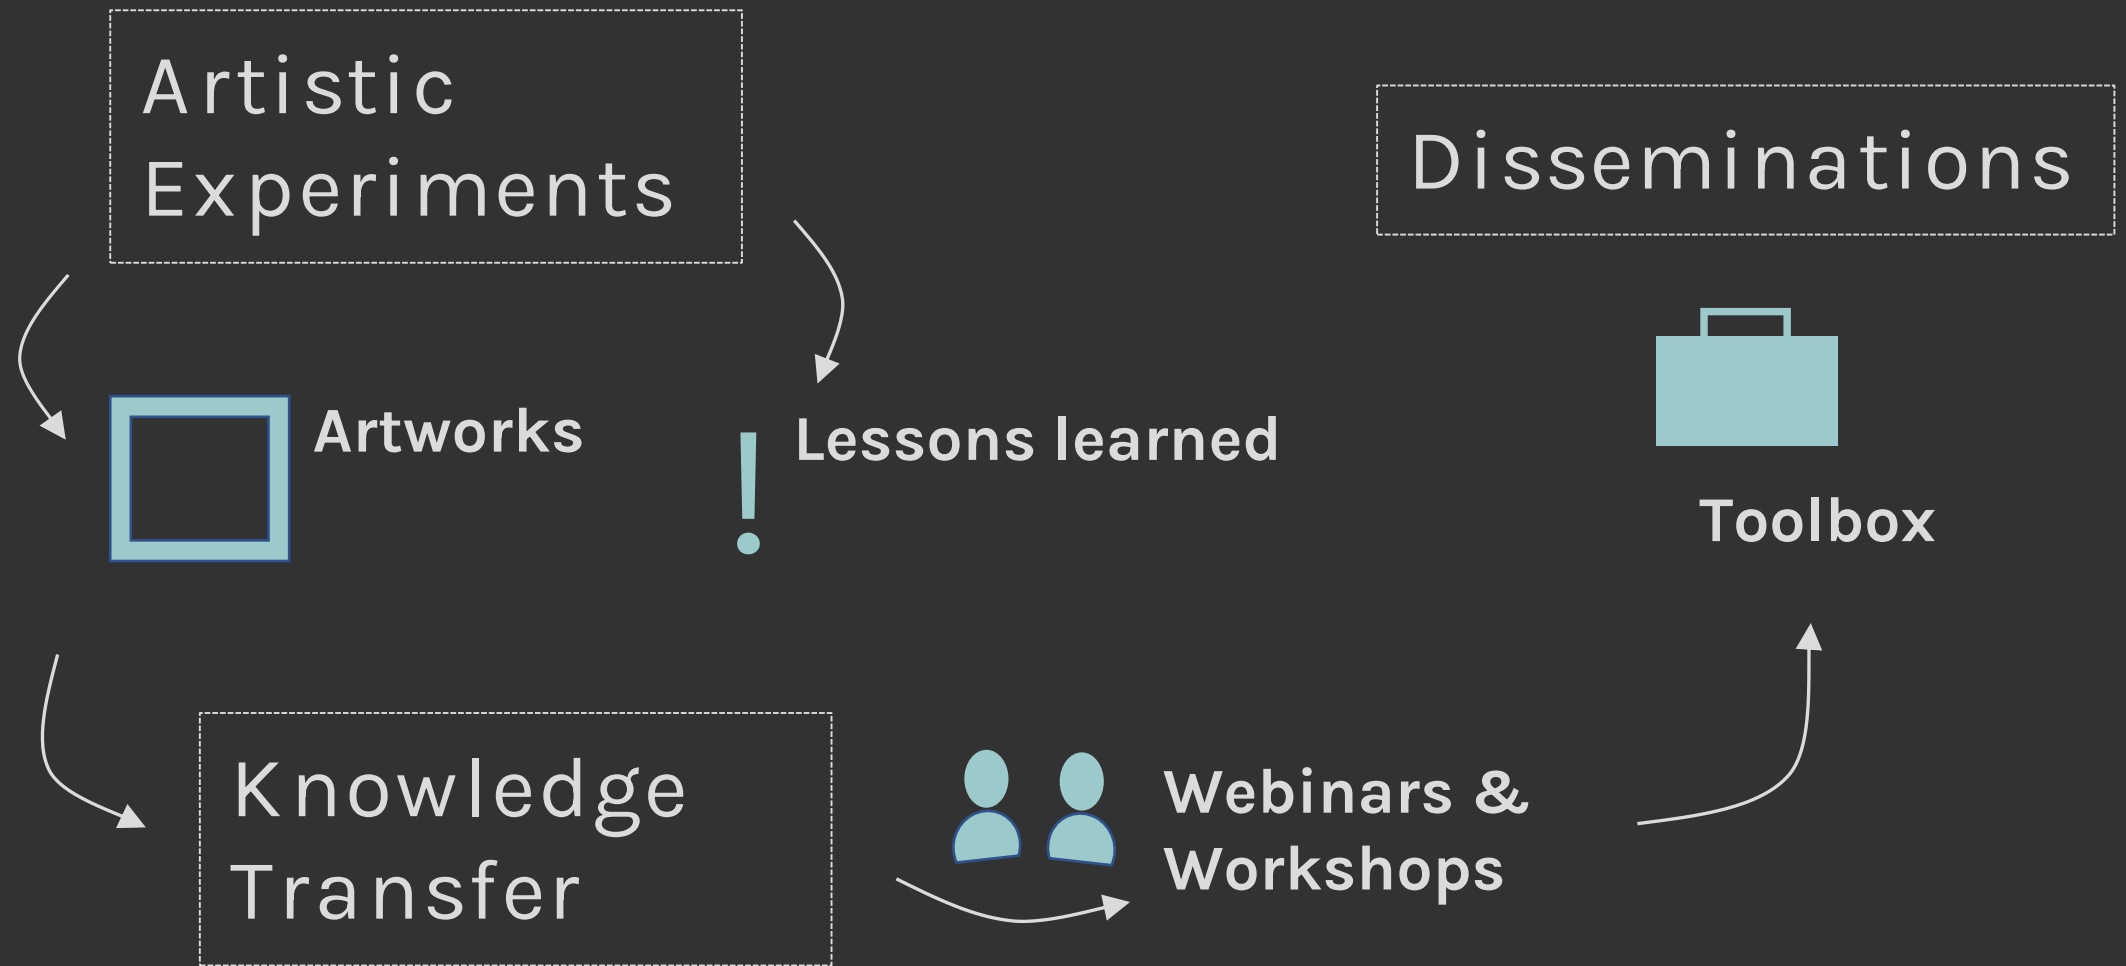 Artistic
Experiments
Disseminations
Artworks
Lessons learned
Toolbox
Knowledge
Transfer
Webinars &
Workshops